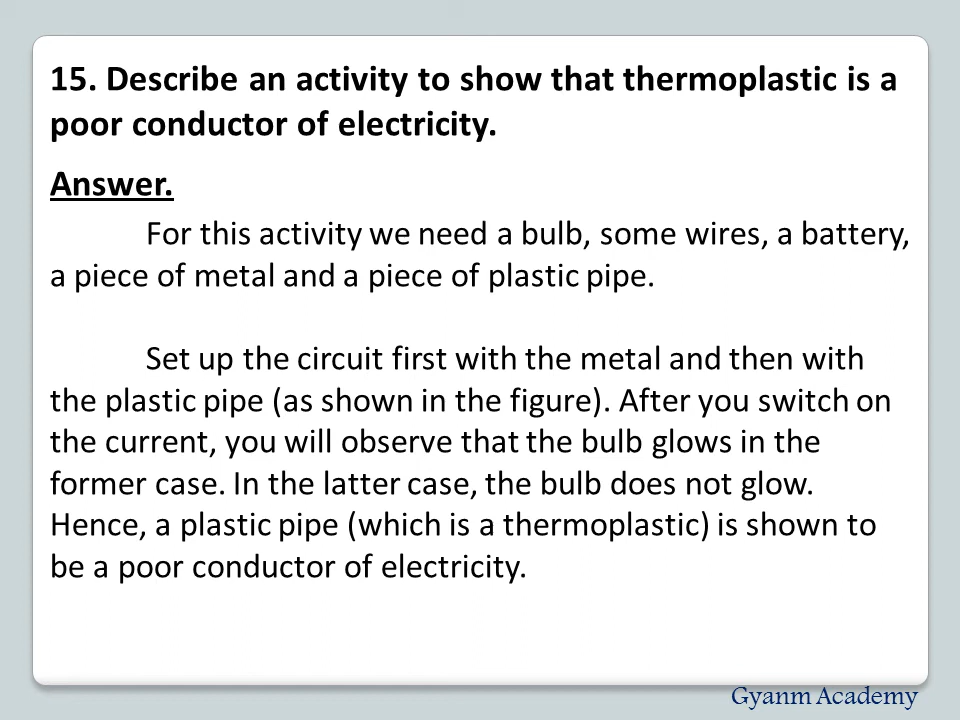 15. Describe an activity to show that thermoplastic is a
poor conductor of electricity.
Answer.
For this activity we need a bulb, some wires, a battery,
a piece of metal and a piece of plastic pipe.
Set up the circuit first with the metal and then with
the plastic pipe (as shown in the figure). After you switch on
the current, you will observe that the bulb glows in the
former case. In the latter case, the bulb does not glow.
Hence, a plastic pipe (which is a thermoplastic) is shown to
be a poor conductor of electricity.
Gyanm Academy